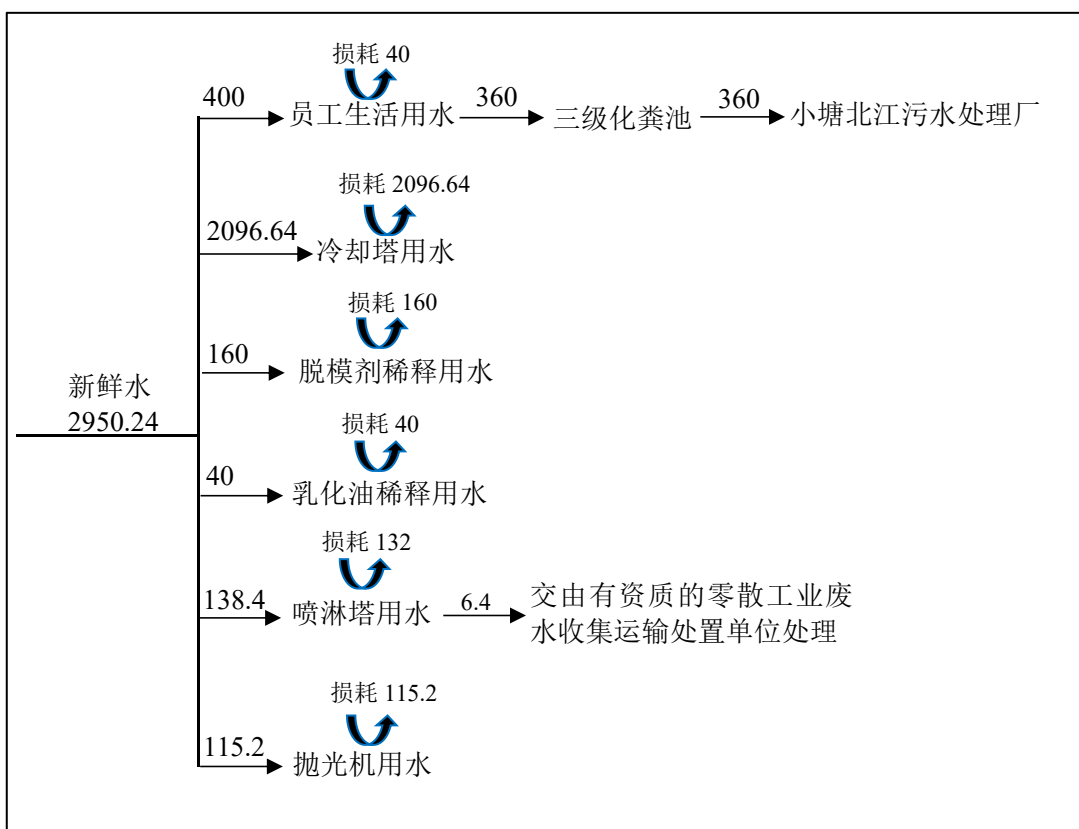 损耗 40
400
员工生活用水
360
三级化粪池
360
小塘北江污水处理厂
损耗 2096.64
2096.64
冷却塔用水
损耗 160
160
脱模剂稀释用水
新鲜水
2950.24
损耗 40
40
乳化油稀释用水
损耗 132
138.4
喷淋塔用水
6.4
交由有资质的零散工业废
水收集运输处置单位处理
损耗 115.2
115.2
抛光机用水